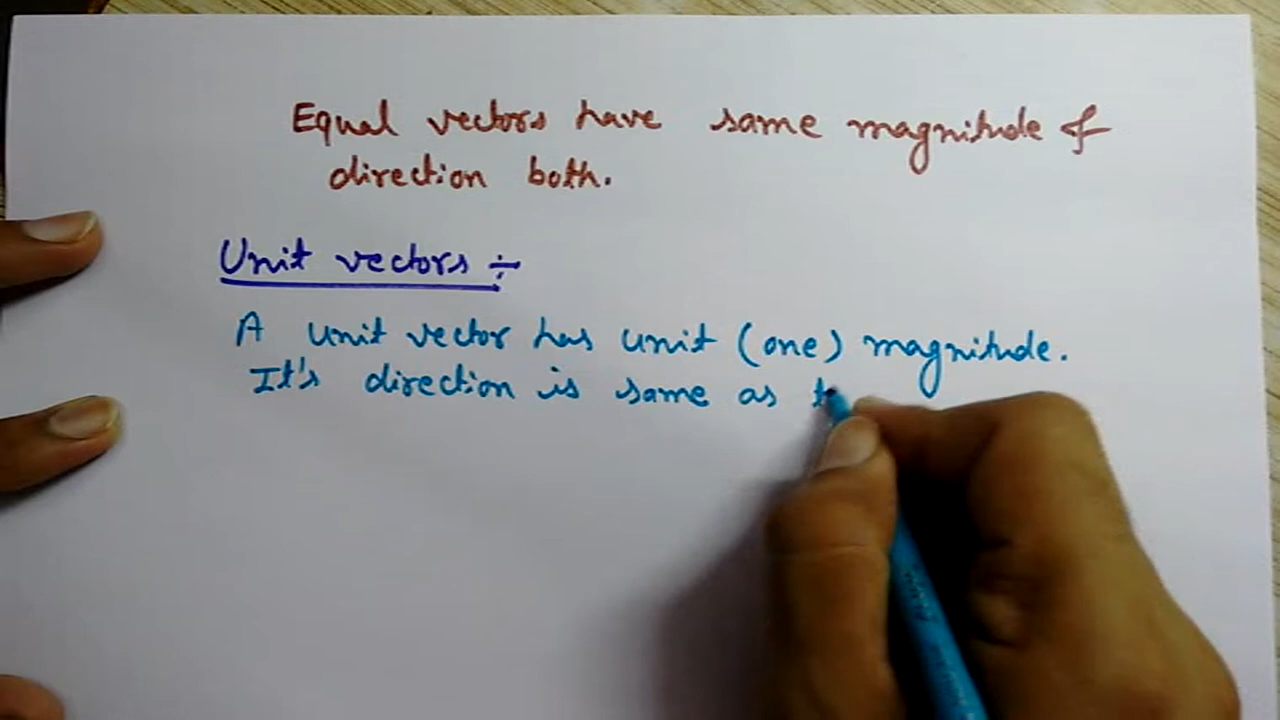 Equal vectors have same magnitude &
direction both.
Unit vectors ÷
A unit vector has unit (one) magnitude.
It's direction is same as